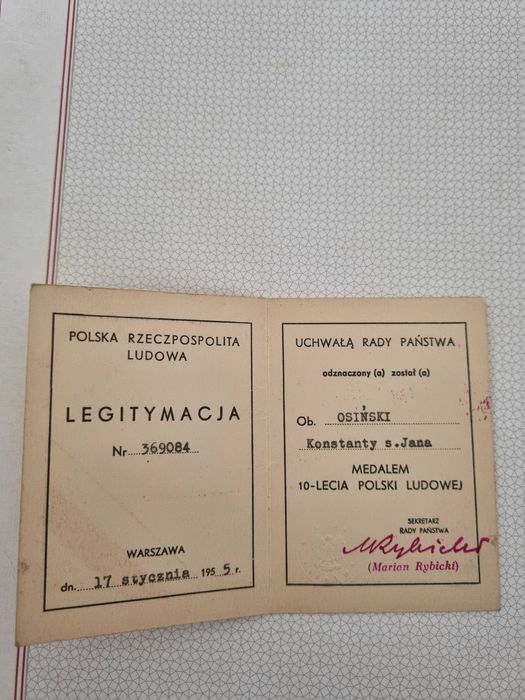 POLSKA RZECZPOSPOLITA
LUDOWA
LEGITYMACJA
Nr 369084
WARSZAWA
dn. 17 stycznia 1955 r.
UCHWAŁĄ RADY PAŃSTWA
odznaczony (a) został (a)
Ob. OSIŃSKI
Konstanty s.Jana
MEDALEM
10-LECIA POLSKI LUDOWEJ
SEKRETARZ
RADY PAŃSTWA
MRybicki
(Marian Rybicki)